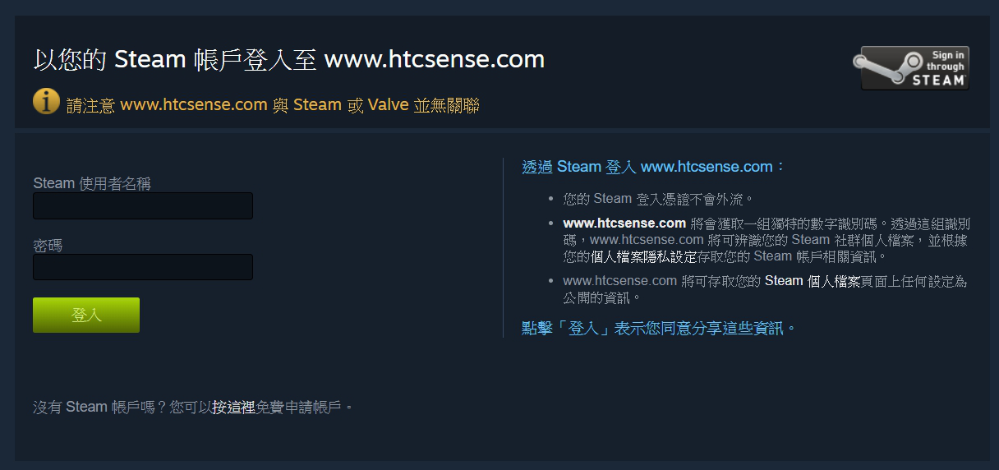 以您的 Steam 帳戶登入至 www.htcsense.com
Sign in
through
STEAM
請注意 www.htcsense.com 與 Steam 或 Valve 並無關聯
Steam 使用者名稱
密碼
登入
沒有 Steam 帳戶嗎？您可以按這裡免費申請帳戶。
透過 Steam 登入 www.htcsense.com：
• 您的 Steam 登入憑證不會外流。
• www.htcsense.com 將會獲取一組獨特的數字識別碼。透過這組識別
碼，www.htcsense.com 將可辨識您的 Steam 社群個人檔案，並根據
您的個人檔案隱私設定存取您的 Steam 帳戶相關資訊。
• www.htcsense.com 將可存取您的 Steam 個人檔案頁面上任何設定為
公開的資訊。
點擊「登入」表示您同意分享這些資訊。